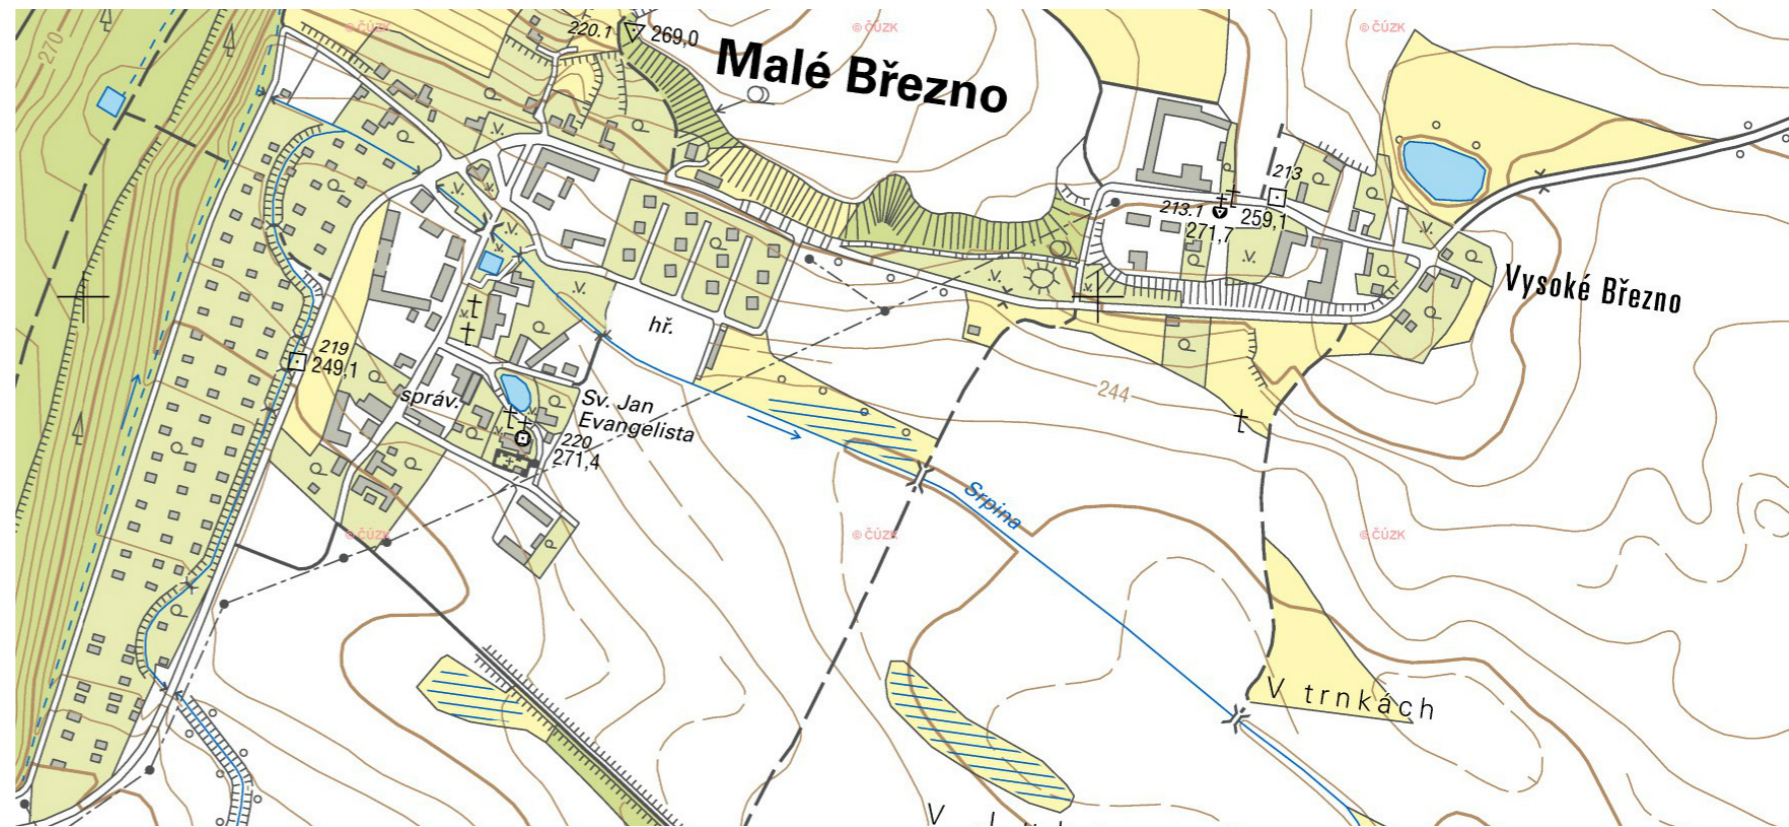 © ČÚZK
© ČÚZK
© ČÚZK
270
220.1
269,0
Malé Březno
213
213.1
259,1
271,7
Vysoké Březno
hř.
219
249,1
správ.
Sv. Jan
Evangelista
220
271,4
244
Srpina
© ČÚZK
© ČÚZK
© ČÚZK
V trnkách
V